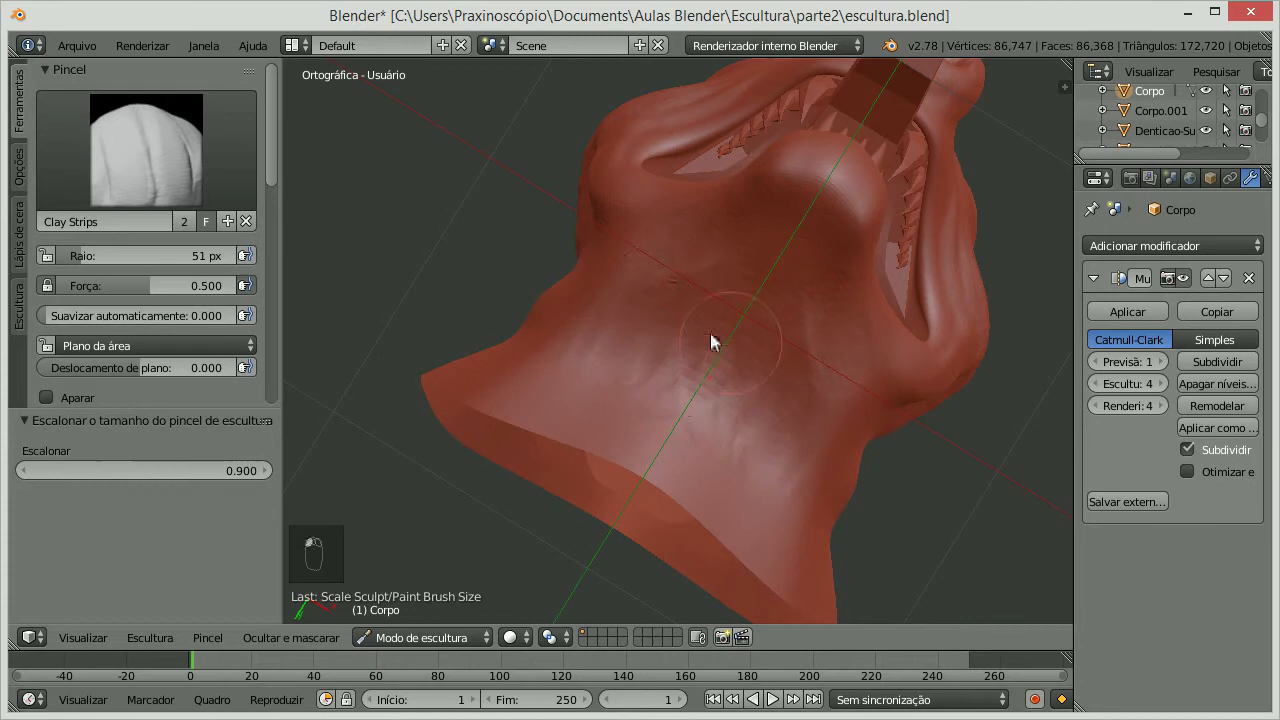 Blender* [C:\Users\Praxinoscópio\Documents\Aulas Blender\Escultura\parte2\escultura.blend]
Arquivo Renderizar Janela Ajuda Default Scene Renderizador interno Blender v2.78 | Vértices: 86,747 | Faces: 86,368 | Triângulos: 172,720 | Objetos
Ferramentas
Opções
Lápis de cera
Escultura
Pincel
Clay Strips 2 F
Raio: 51 px
Força: 0.500
Suavizar automaticamente: 0.000
Plano da área
Deslocamento de plano: 0.000
Aparar
Escalonar o tamanho do pincel de escultura
Escalonar
0.900
Ortográfica - Usuário
Last: Scale Sculpt/Paint Brush Size
(1) Corpo
Visualizar Pesquisar To
Corpo
Corpo.001
Denticao-Su
Corpo
Adicionar modificador
Mu
Aplicar Copiar
Catmull-Clark Simples
Previsã: 1 Subdividir
Escultu: 4 Apagar níveis...
Renderi: 4 Remodelar
Aplicar como ...
Subdividir
Otimizar e
Salvar extern...
Visualizar Escultura Pincel Ocultar e mascarar Modo de escultura
-40 -20 0 20 40 60 80 100 120 140 160 180 200 220 240 260
Visualizar Marcador Quadro Reproduzir Início: 1 Fim: 250 1 Sem sincronização